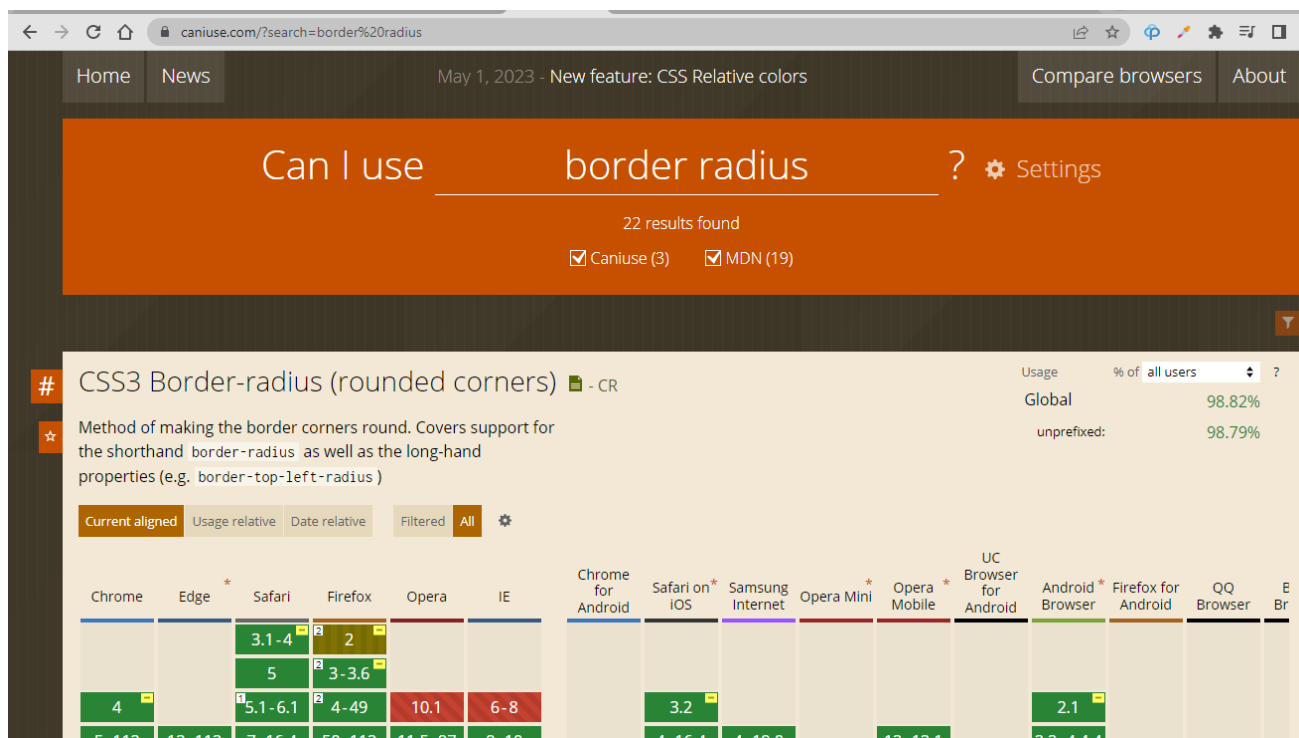 caniuse.com/?search=border%20radius
Home News May 1, 2023 - New feature: CSS Relative colors Compare browsers About
Can I use border radius ? Settings
22 results found
Caniuse (3) MDN (19)
# CSS3 Border-radius (rounded corners) - CR
Usage % of all users ?
Global 98.82%
unprefixed: 98.79%
Method of making the border corners round. Covers support for
the shorthand border-radius as well as the long-hand
properties (e.g. border-top-left-radius)
Current aligned Usage relative Date relative Filtered All
Chrome Edge * Safari Firefox Opera IE Chrome for Android Safari on iOS * Samsung Internet Opera Mini * Opera Mobile * UC Browser for Android Android Browser * Firefox for Android QQ Browser
3.1-4 2 2
5 2 3-3.6
4 1 5.1-6.1 2 4-49 10.1 6-8 3.2 2.1